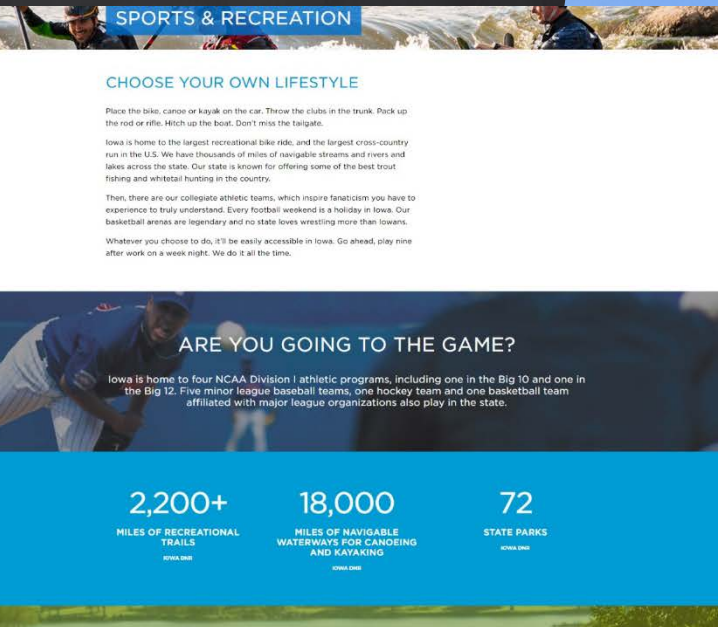 SPORTS & RECREATION
CHOOSE YOUR OWN LIFESTYLE
Place the bike, canoe or kayak on the car. Throw the clubs in the trunk. Pack up
the rod or rifle. Hitch up the boat. Don't miss the tailgate.
Iowa is home to the largest recreational bike ride, and the largest cross-country
run in the U.S. We have thousands of miles of navigable streams and rivers and
lakes across the state. Our state is known for offering some of the best trout
fishing and whitetail hunting in the country.
Then, there are our collegiate athletic teams, which inspire fanaticism you have to
experience to truly understand. Every football weekend is a holiday in Iowa. Our
basketball arenas are legendary and no state loves wrestling more than Iowans.
Whatever you choose to do, it'll be easily accessible in Iowa. Go ahead, play nine
after work on a week night. We do it all the time.
ARE YOU GOING TO THE GAME?
Iowa is home to four NCAA Division I athletic programs, including one in the Big 10 and one in
the Big 12. Five minor league baseball teams, one hockey team and one basketball team
affiliated with major league organizations also play in the state.
2,200+
MILES OF RECREATIONAL
TRAILS
IOWA DNR
18,000
MILES OF NAVIGABLE
WATERWAYS FOR CANOEING
AND KAYAKING
IOWA DNR
72
STATE PARKS
IOWA DNR